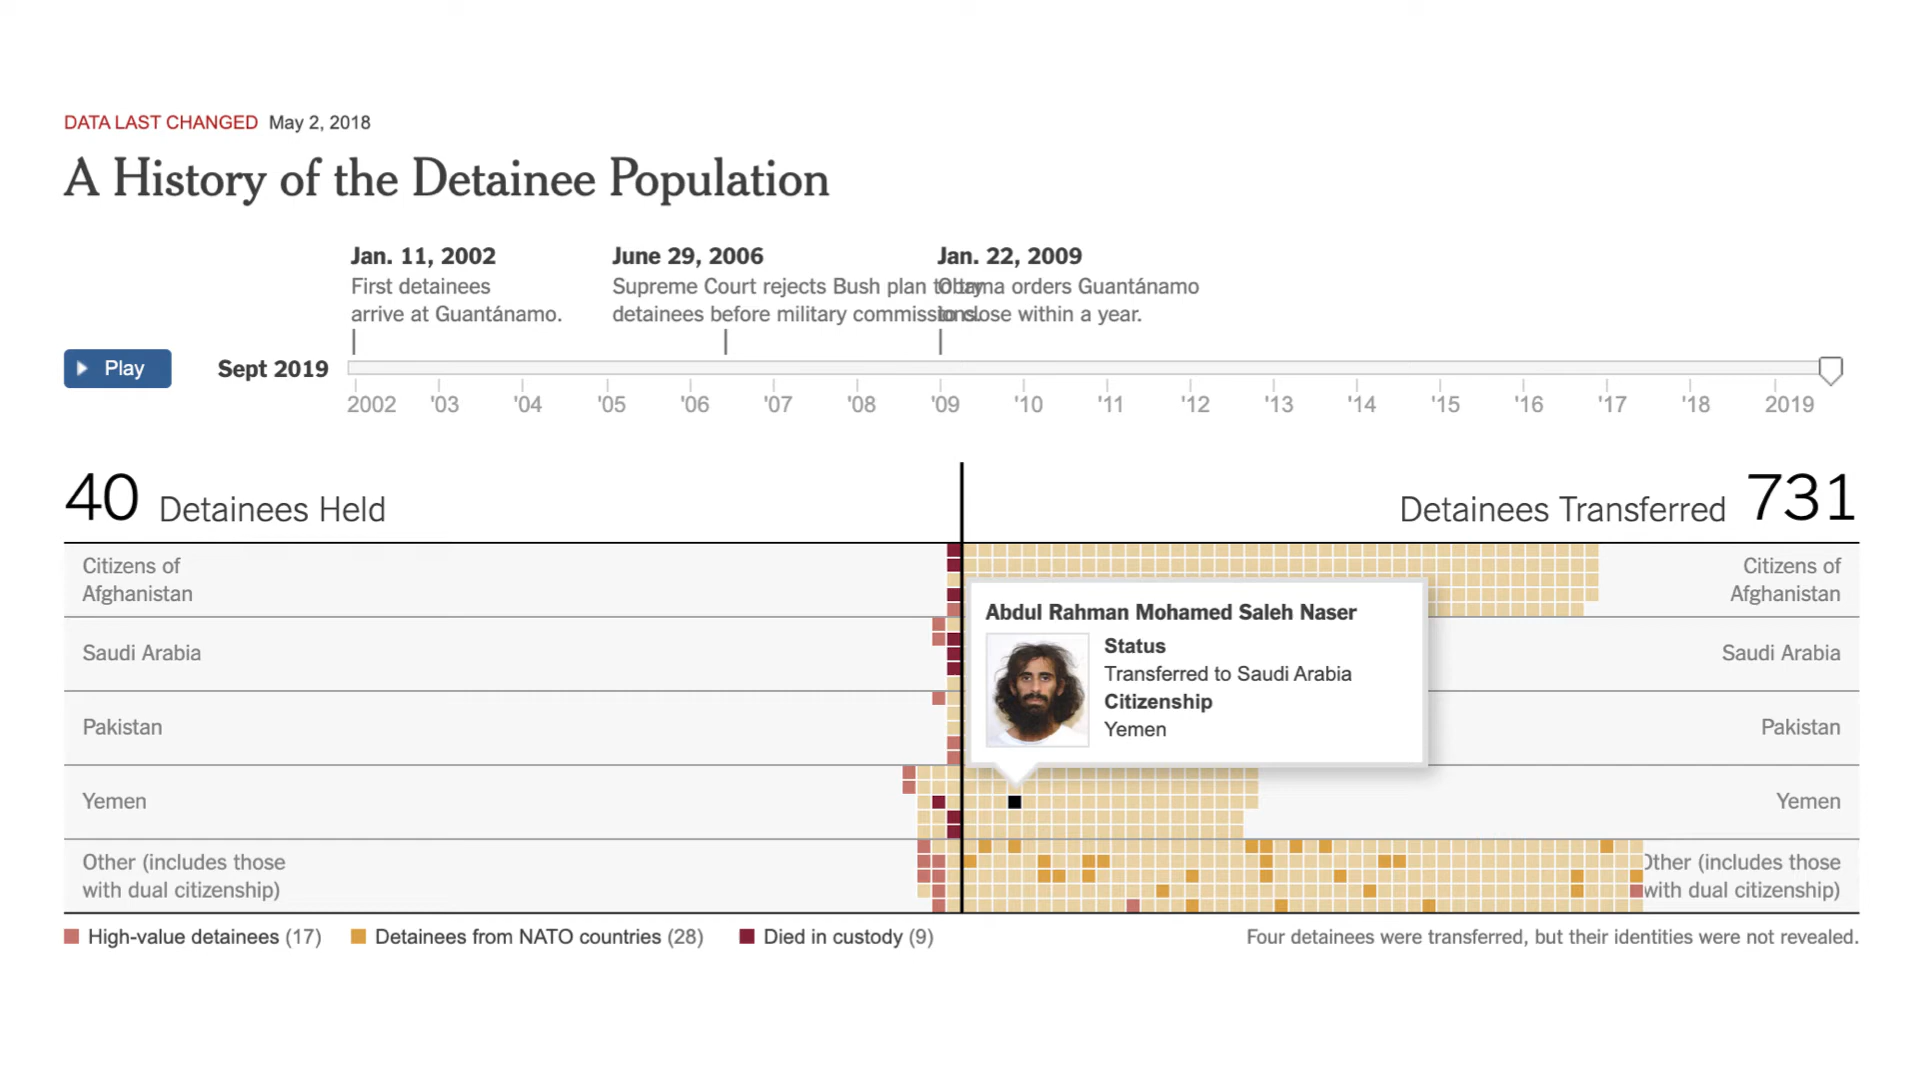 DATA LAST CHANGED May 2, 2018
A History of the Detainee Population
Jan. 11, 2002
First detainees
arrive at Guantánamo.
June 29, 2006
Supreme Court rejects Bush plan to try
detainees before military commissions.
Jan. 22, 2009
Obama orders Guantánamo
to close within a year.
Play
Sept 2019
2002 '03 '04 '05 '06 '07 '08 '09 '10 '11 '12 '13 '14 '15 '16 '17 '18 2019
40 Detainees Held
Detainees Transferred 731
Citizens of
Afghanistan
Citizens of
Afghanistan
Abdul Rahman Mohamed Saleh Naser
Status
Transferred to Saudi Arabia
Citizenship
Yemen
Saudi Arabia
Saudi Arabia
Pakistan
Pakistan
Yemen
Yemen
Other (includes those
with dual citizenship)
Other (includes those
with dual citizenship)
High-value detainees (17)
Detainees from NATO countries (28)
Died in custody (9)
Four detainees were transferred, but their identities were not revealed.